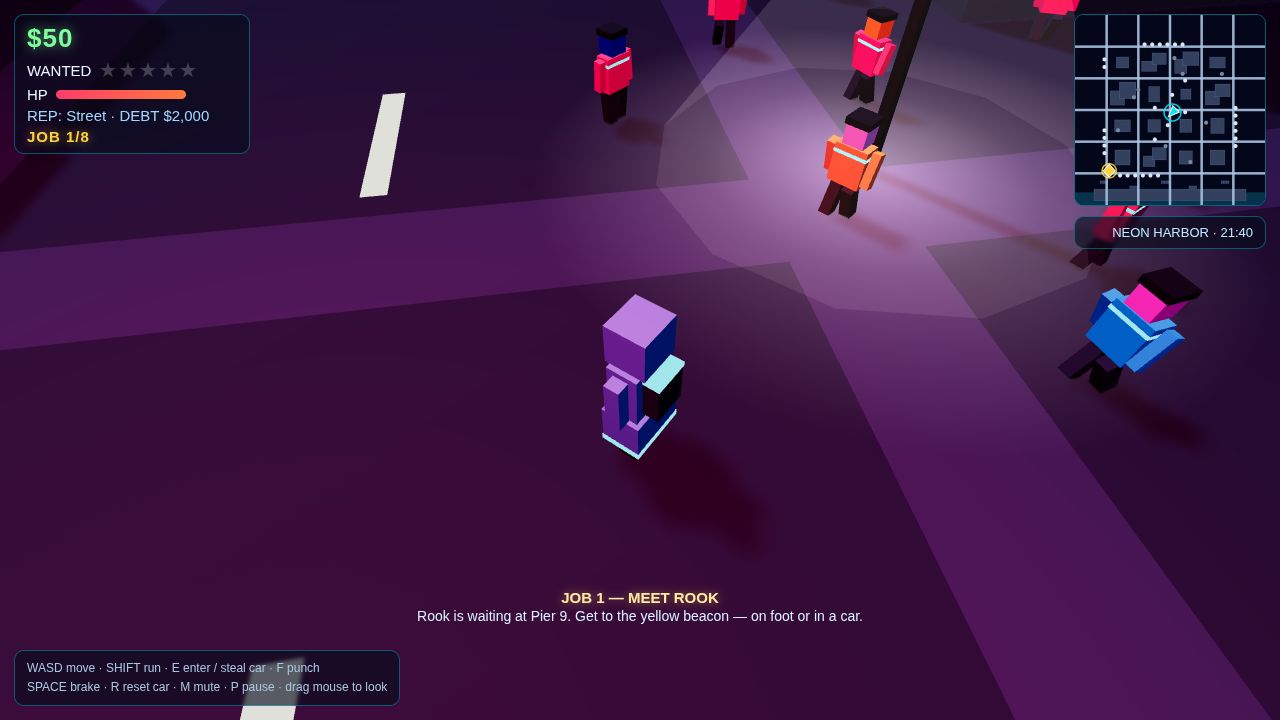 $50
WANTED ★★★★★
HP
REP: Street · DEBT $2,000
JOB 1/8
NEON HARBOR · 21:40
JOB 1 — MEET ROOK
Rook is waiting at Pier 9. Get to the yellow beacon — on foot or in a car.
WASD move · SHIFT run · E enter / steal car · F punch
SPACE brake · R reset car · M mute · P pause · drag mouse to look